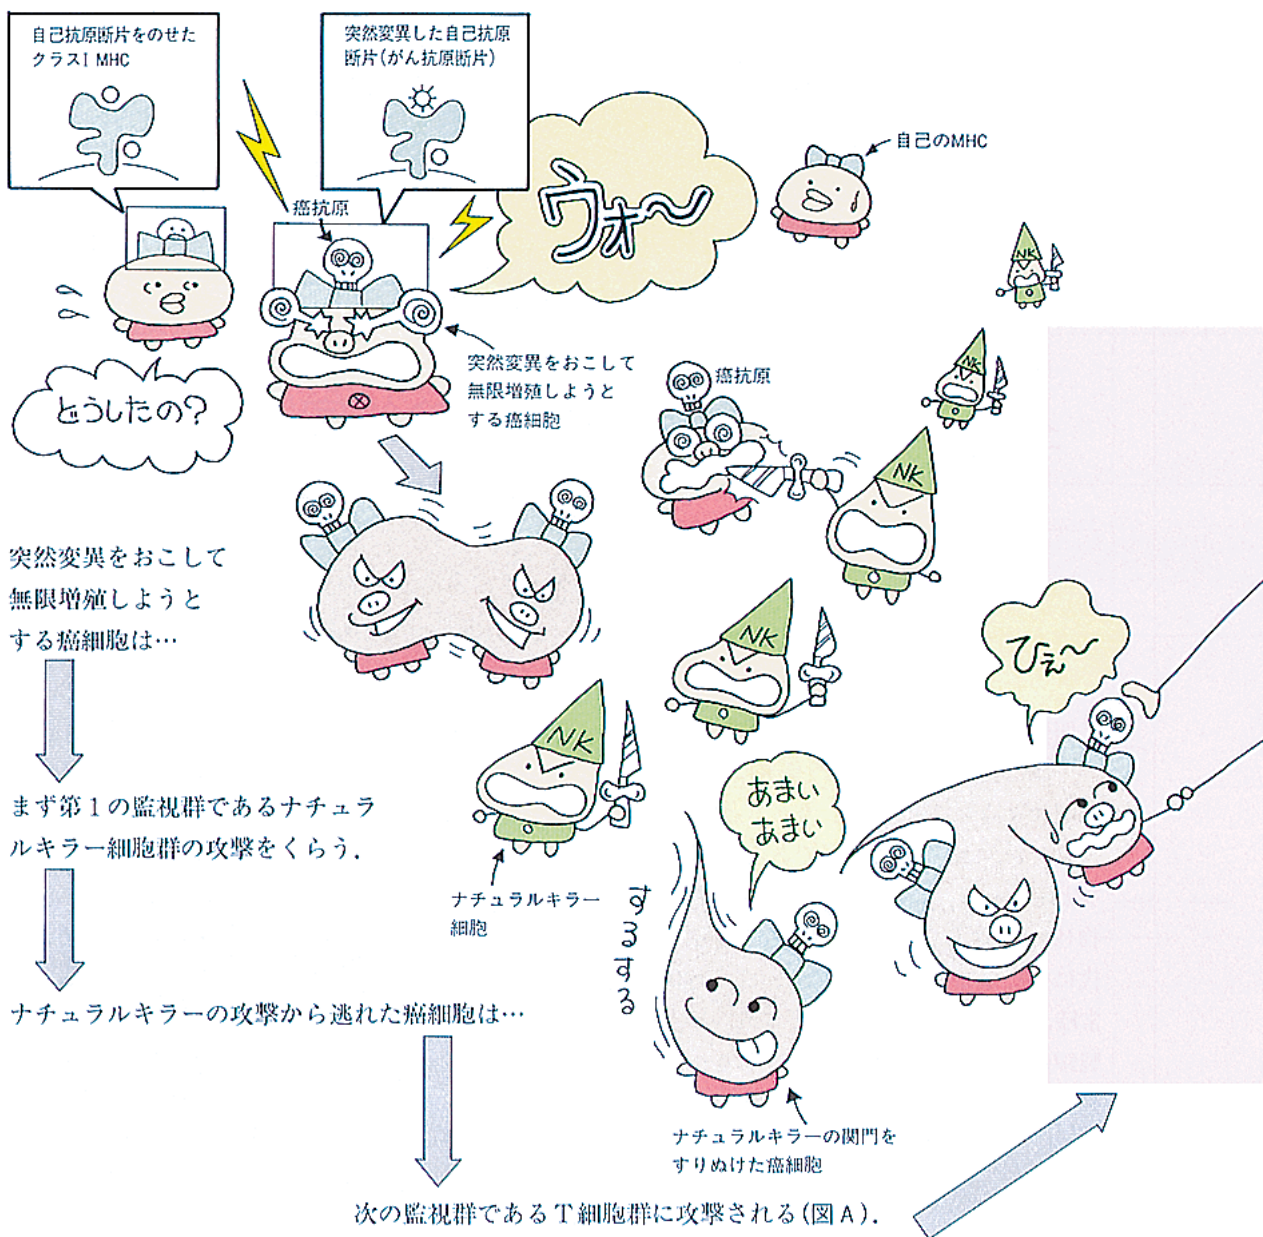 自己抗原断片をのせた
クラスI MHC
突然変異した自己抗原
断片(がん抗原断片)
自己のMHC
癌抗原
ウォ〜
NK
NK
どうしたの?
突然変異をおこして
無限増殖しようと
する癌細胞
癌抗原
NK
突然変異をおこして
無限増殖しようと
する癌細胞は…
NK
ひえ〜
NK
まず第1の監視群であるナチュラ
ルキラー細胞群の攻撃をくらう.
あまい
あまい
ナチュラルキラー
細胞
するする
ナチュラルキラーの攻撃から逃れた癌細胞は…
ナチュラルキラーの関門を
すりぬけた癌細胞
次の監視群であるT細胞群に攻撃される(図A).